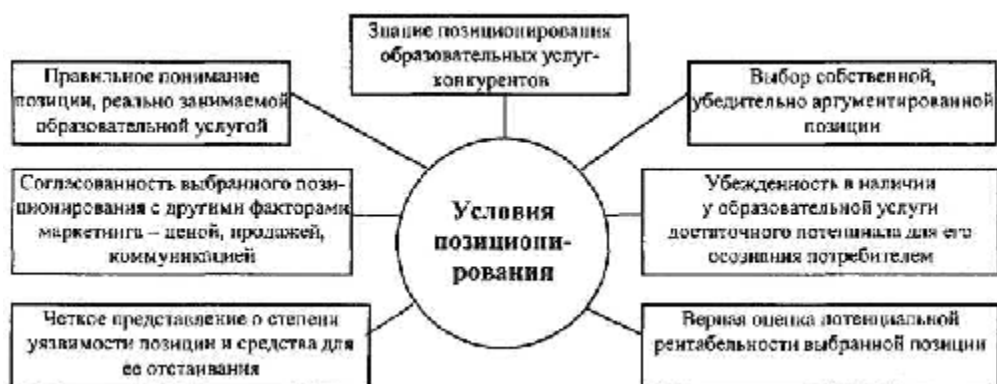 Знание позиционирования
образовательных услуг-
конкурентов
Правильное понимание
позиции, реально занимаемой
образовательной услугой
Выбор собственной,
убедительно аргументированной
позиции
Согласованность выбранного пози-
ционирования с другими факторами
маркетинга – ценой, продажей,
коммуникацией
Условия
позициони-
рования
Убежденность в наличии
у образовательной услуги
достаточного потенциала для его
осознания потребителем
Четкое представление о степени
уязвимости позиции и средства для
ее отстаивания
Верная оценка потенциальной
рентабельности выбранной позиции